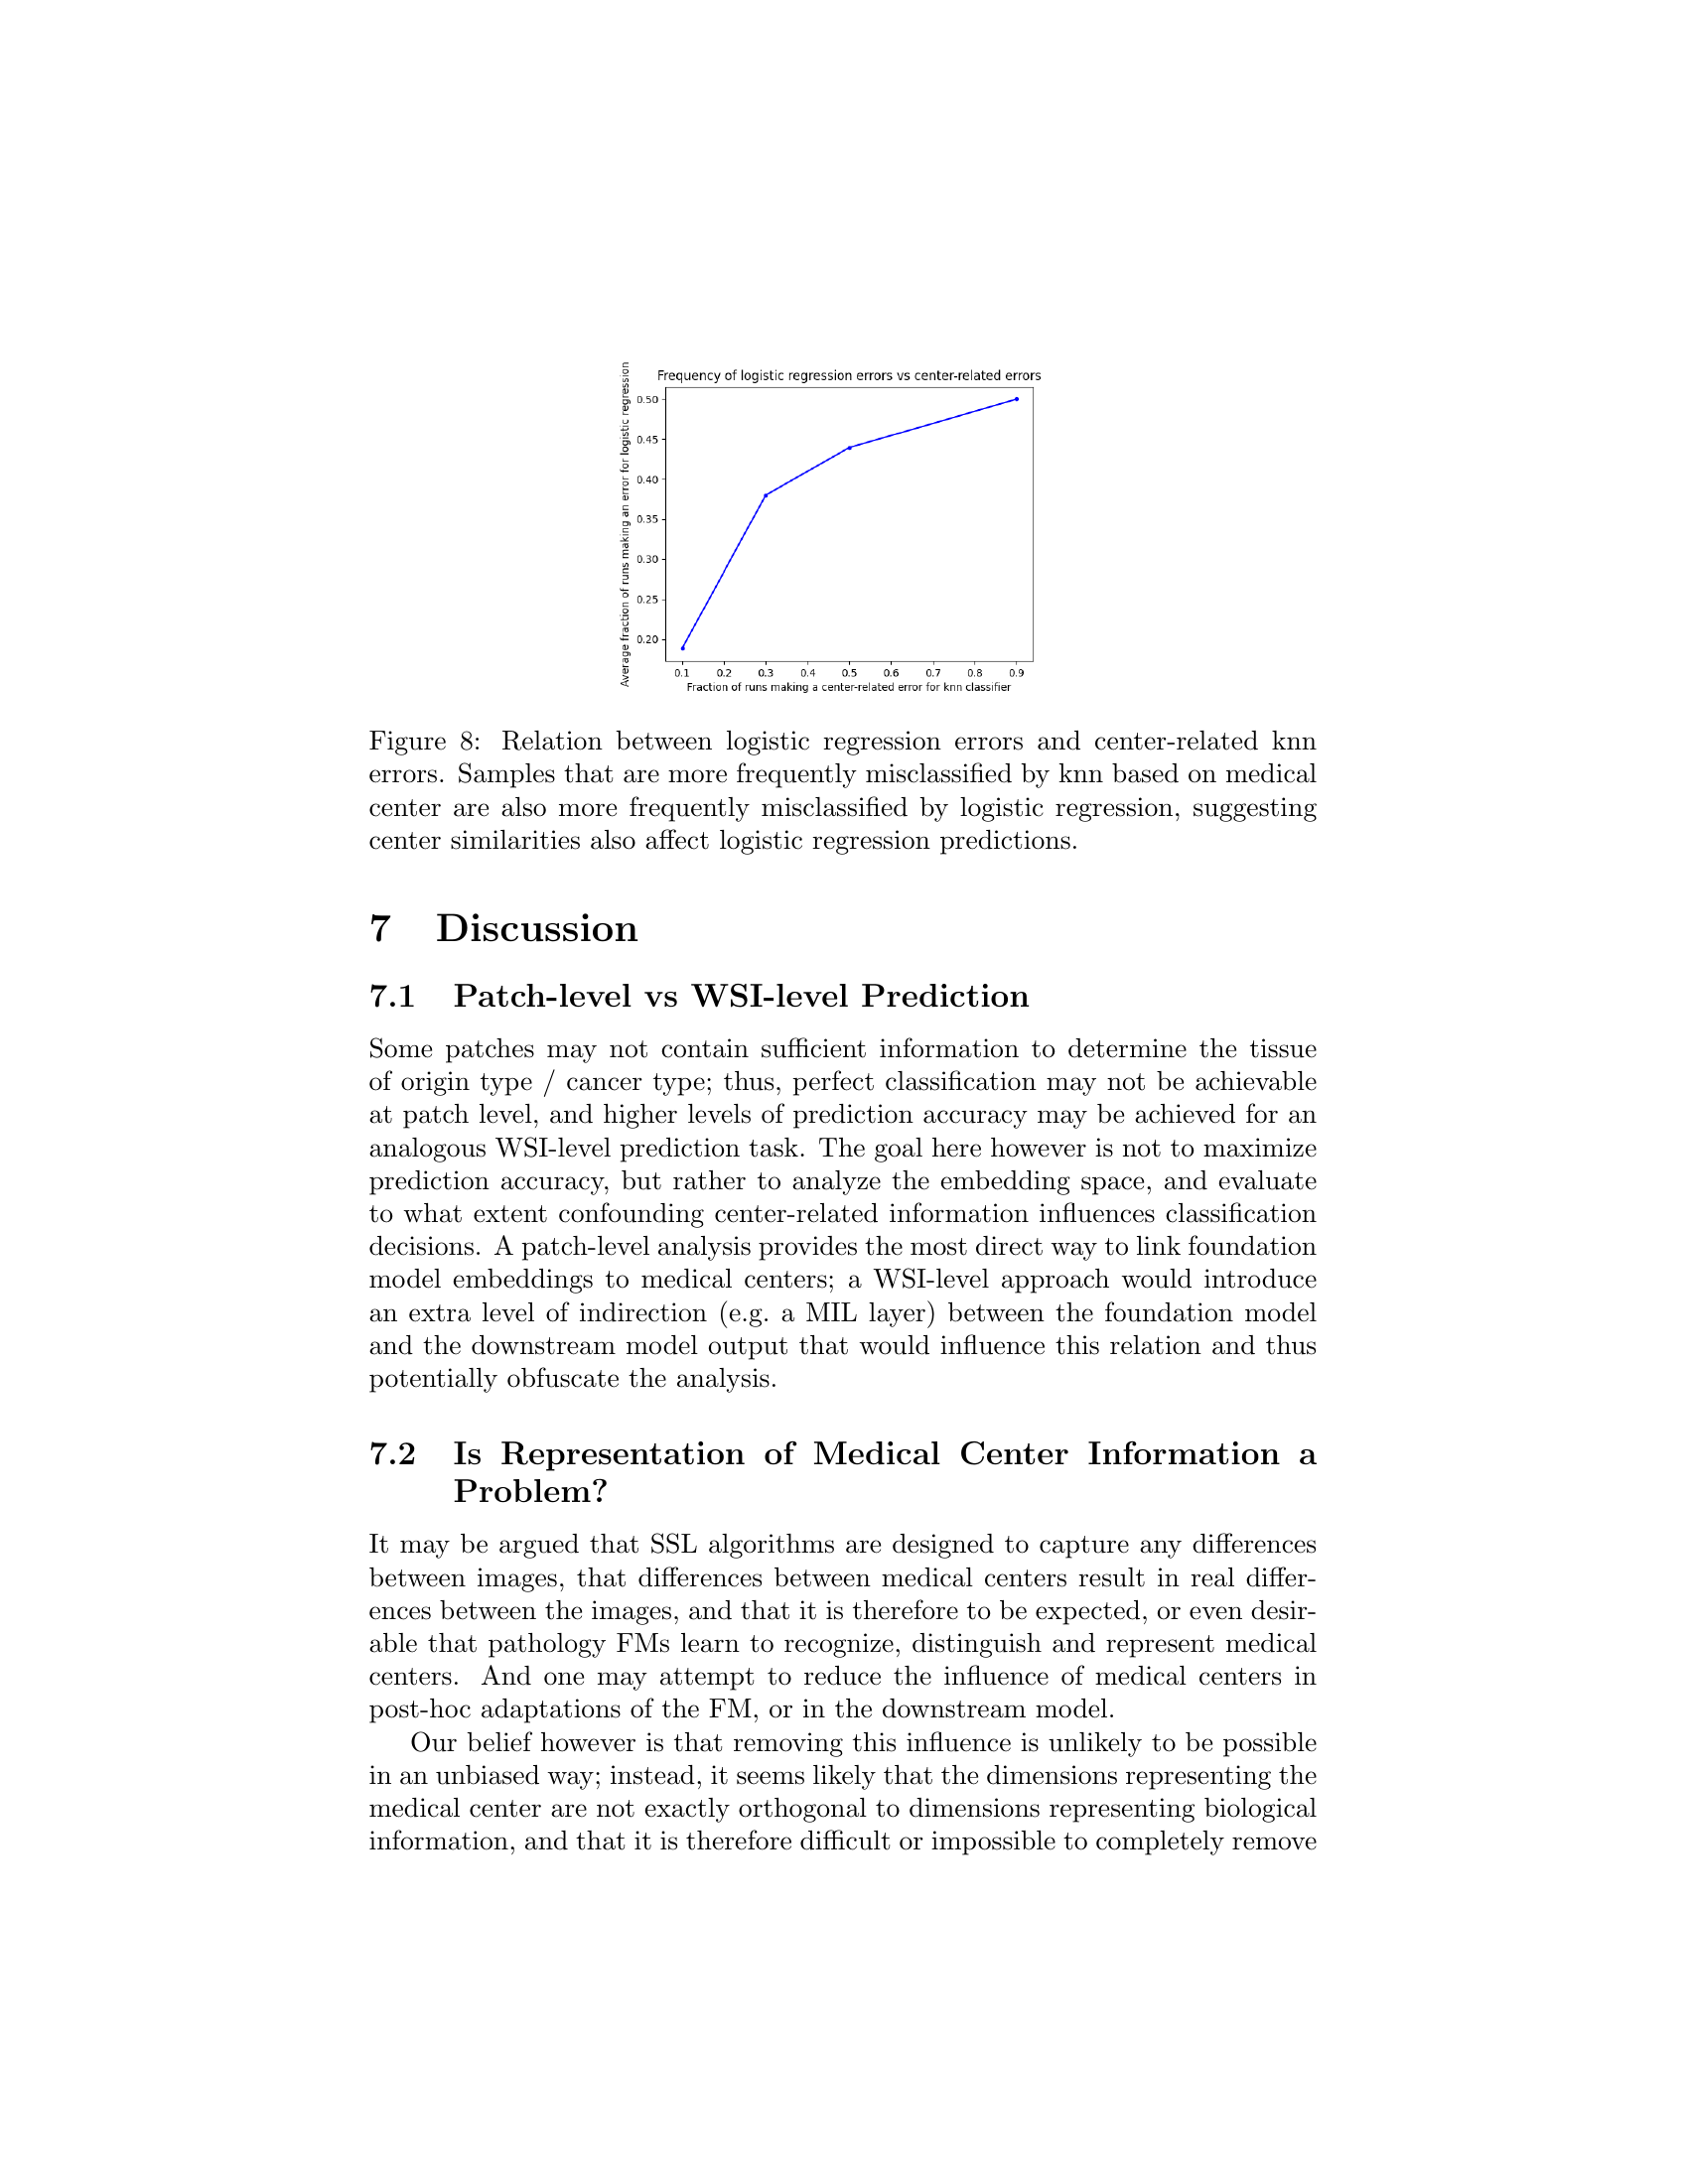 Frequency of logistic regression errors vs center-related errors
Average fraction of runs making an error for logistic regression
0.50
0.45
0.40
0.35
0.30
0.25
0.20
0.1 0.2 0.3 0.4 0.5 0.6 0.7 0.8 0.9
Fraction of runs making a center-related error for knn classifier
Figure 8: Relation between logistic regression errors and center-related knn
errors. Samples that are more frequently misclassified by knn based on medical
center are also more frequently misclassified by logistic regression, suggesting
center similarities also affect logistic regression predictions.
7 Discussion
7.1 Patch-level vs WSI-level Prediction
Some patches may not contain sufficient information to determine the tissue
of origin type / cancer type; thus, perfect classification may not be achievable
at patch level, and higher levels of prediction accuracy may be achieved for an
analogous WSI-level prediction task. The goal here however is not to maximize
prediction accuracy, but rather to analyze the embedding space, and evaluate
to what extent confounding center-related information influences classification
decisions. A patch-level analysis provides the most direct way to link foundation
model embeddings to medical centers; a WSI-level approach would introduce
an extra level of indirection (e.g. a MIL layer) between the foundation model
and the downstream model output that would influence this relation and thus
potentially obfuscate the analysis.
7.2 Is Representation of Medical Center Information a
Problem?
It may be argued that SSL algorithms are designed to capture any differences
between images, that differences between medical centers result in real differ-
ences between the images, and that it is therefore to be expected, or even desir-
able that pathology FMs learn to recognize, distinguish and represent medical
centers. And one may attempt to reduce the influence of medical centers in
post-hoc adaptations of the FM, or in the downstream model.
Our belief however is that removing this influence is unlikely to be possible
in an unbiased way; instead, it seems likely that the dimensions representing the
medical center are not exactly orthogonal to dimensions representing biological
information, and that it is therefore difficult or impossible to completely remove